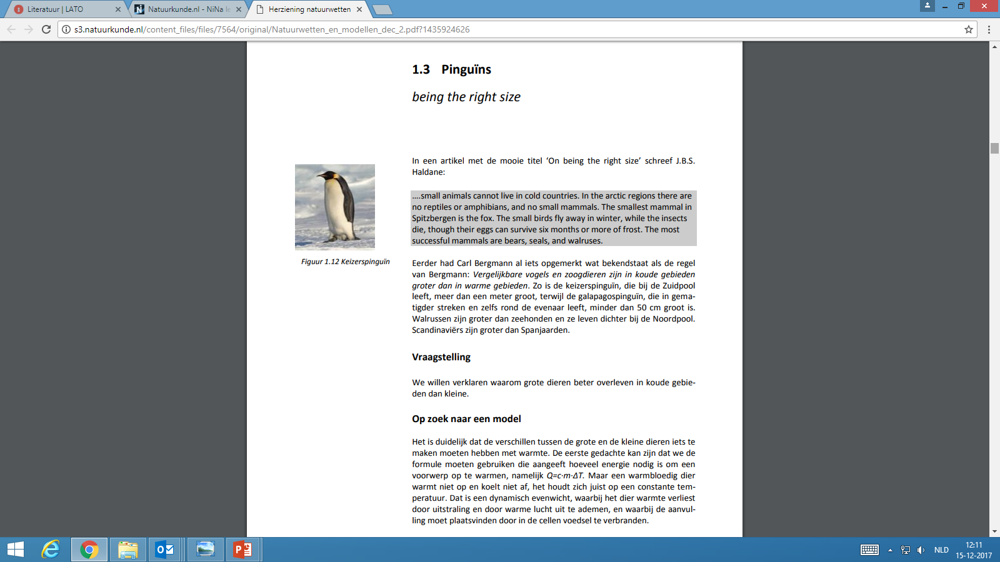 Literatuur | LATO
Natuurkunde.nl - NiNa le
Herziening natuurwetten
s3.natuurkunde.nl/content_files/files/7564/original/Natuurwetten_en_modellen_dec_2.pdf?1435924626
1.3 Pinguïns
being the right size
In een artikel met de mooie titel ‘On being the right size’ schreef J.B.S.
Haldane:
....small animals cannot live in cold countries. In the arctic regions there are
no reptiles or amphibians, and no small mammals. The smallest mammal in
Spitzbergen is the fox. The small birds fly away in winter, while the insects
die, though their eggs can survive six months or more of frost. The most
successful mammals are bears, seals, and walruses.
Figuur 1.12 Keizerspinguïn
Eerder had Carl Bergmann al iets opgemerkt wat bekendstaat als de regel
van Bergmann: Vergelijkbare vogels en zoogdieren zijn in koude gebieden
groter dan in warme gebieden. Zo is de keizerspinguïn, die bij de Zuidpool
leeft, meer dan een meter groot, terwijl de galapagospinguïn, die in gema-
tigder streken en zelfs rond de evenaar leeft, minder dan 50 cm groot is.
Walrussen zijn groter dan zeehonden en ze leven dichter bij de Noordpool.
Scandinaviërs zijn groter dan Spanjaarden.
Vraagstelling
We willen verklaren waarom grote dieren beter overleven in koude gebie-
den dan kleine.
Op zoek naar een model
Het is duidelijk dat de verschillen tussen de grote en de kleine dieren iets te
maken moeten hebben met warmte. De eerste gedachte kan zijn dat we de
formule moeten gebruiken die aangeeft hoeveel energie nodig is om een
voorwerp op te warmen, namelijk Q=c·m·ΔT. Maar een warmbloedig dier
warmt niet op en koelt niet af, het houdt zich juist op een constante tem-
peratuur. Dat is een dynamisch evenwicht, waarbij het dier warmte verliest
door uitstraling en door warme lucht uit te ademen, en waarbij de aanvul-
ling moet plaatsvinden door in de cellen voedsel te verbranden.
NLD
12:11
15-12-2017